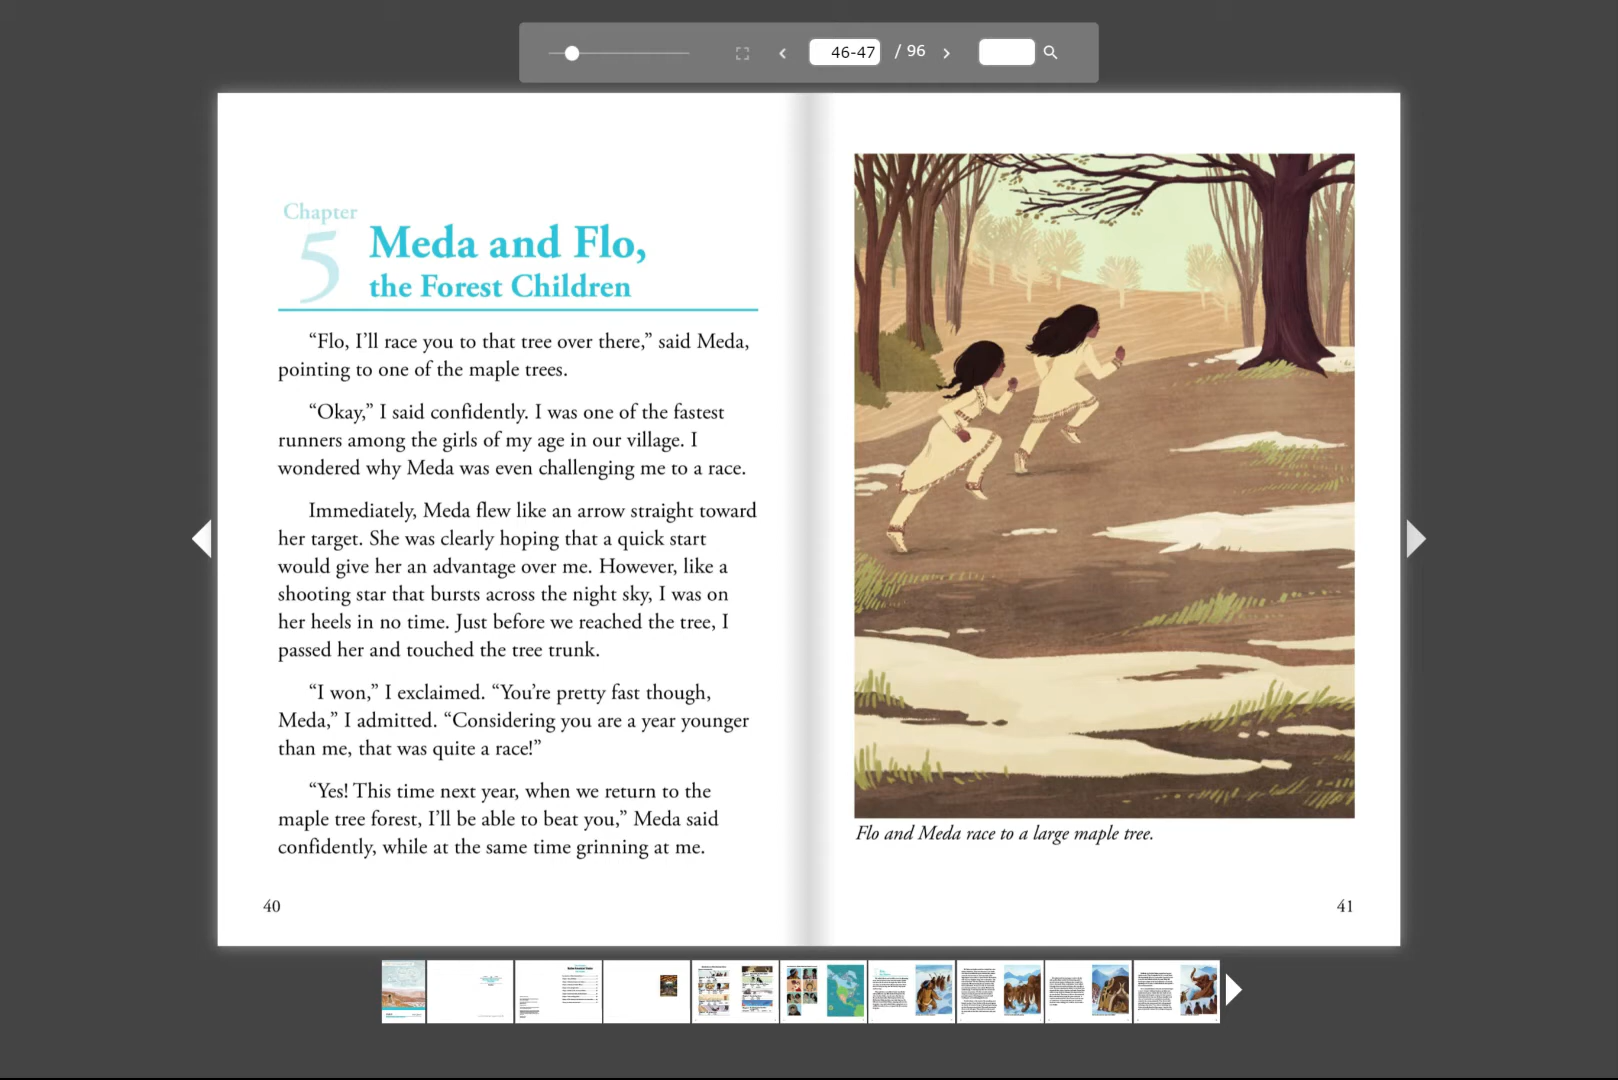 46-47 / 96
Chapter
5
Meda and Flo,
the Forest Children
“Flo, I’ll race you to that tree over there,” said Meda,
pointing to one of the maple trees.
“Okay,” I said confidently. I was one of the fastest
runners among the girls of my age in our village. I
wondered why Meda was even challenging me to a race.
Immediately, Meda flew like an arrow straight toward
her target. She was clearly hoping that a quick start
would give her an advantage over me. However, like a
shooting star that bursts across the night sky, I was on
her heels in no time. Just before we reached the tree, I
passed her and touched the tree trunk.
“I won,” I exclaimed. “You’re pretty fast though,
Meda,” I admitted. “Considering you are a year younger
than me, that was quite a race!”
“Yes! This time next year, when we return to the
maple tree forest, I’ll be able to beat you,” Meda said
confidently, while at the same time grinning at me.
40
Flo and Meda race to a large maple tree.
41